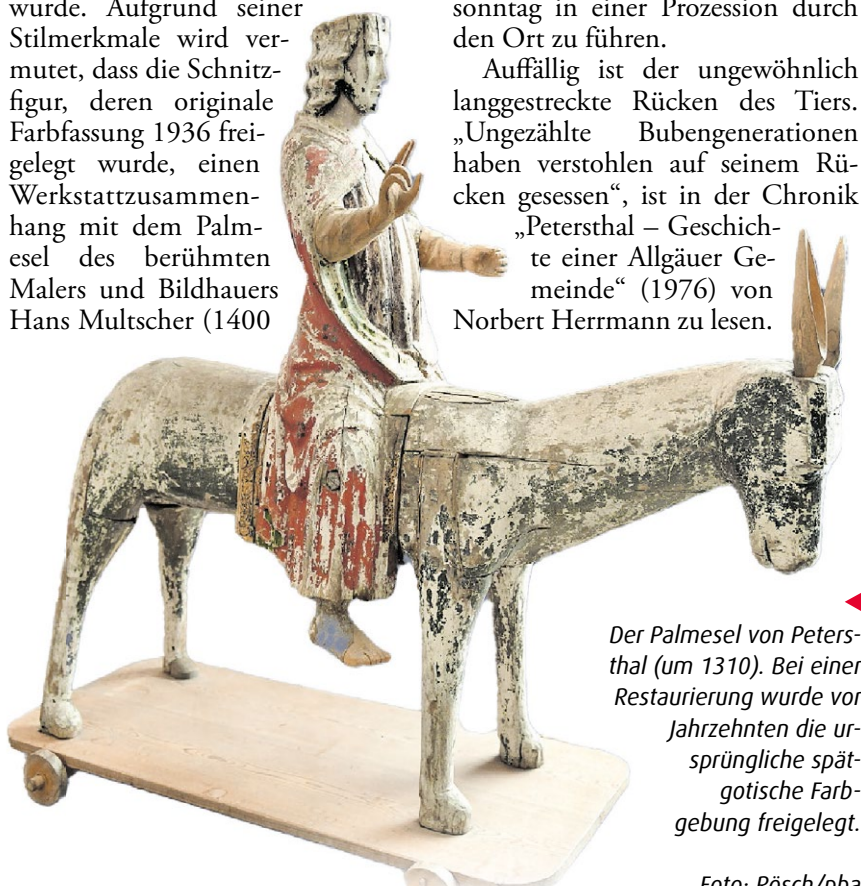 wurde. Aufgrund seiner
Stilmerkmale wird ver-
mutet, dass die Schnitz-
figur, deren originale
Farbfassung 1936 frei-
gelegt wurde, einen
Werkstattzusammen-
hang mit dem Palm-
esel des berühmten
Malers und Bildhauers
Hans Multscher (1400
sonntag in einer Prozession durch
den Ort zu führen.
Auffällig ist der ungewöhnlich
langgestreckte Rücken des Tiers.
„Ungezählte Bubengenerationen
haben verstohlen auf seinem Rü-
cken gesessen“, ist in der Chronik
„Petersthal – Geschich-
te einer Allgäuer Ge-
meinde“ (1976) von
Norbert Herrmann zu lesen.
Der Palmesel von Peters-
thal (um 1310). Bei einer
Restaurierung wurde vor
Jahrzehnten die ur-
sprüngliche spät-
gotische Farb-
gebung freigelegt.
Foto: Rösch/pba